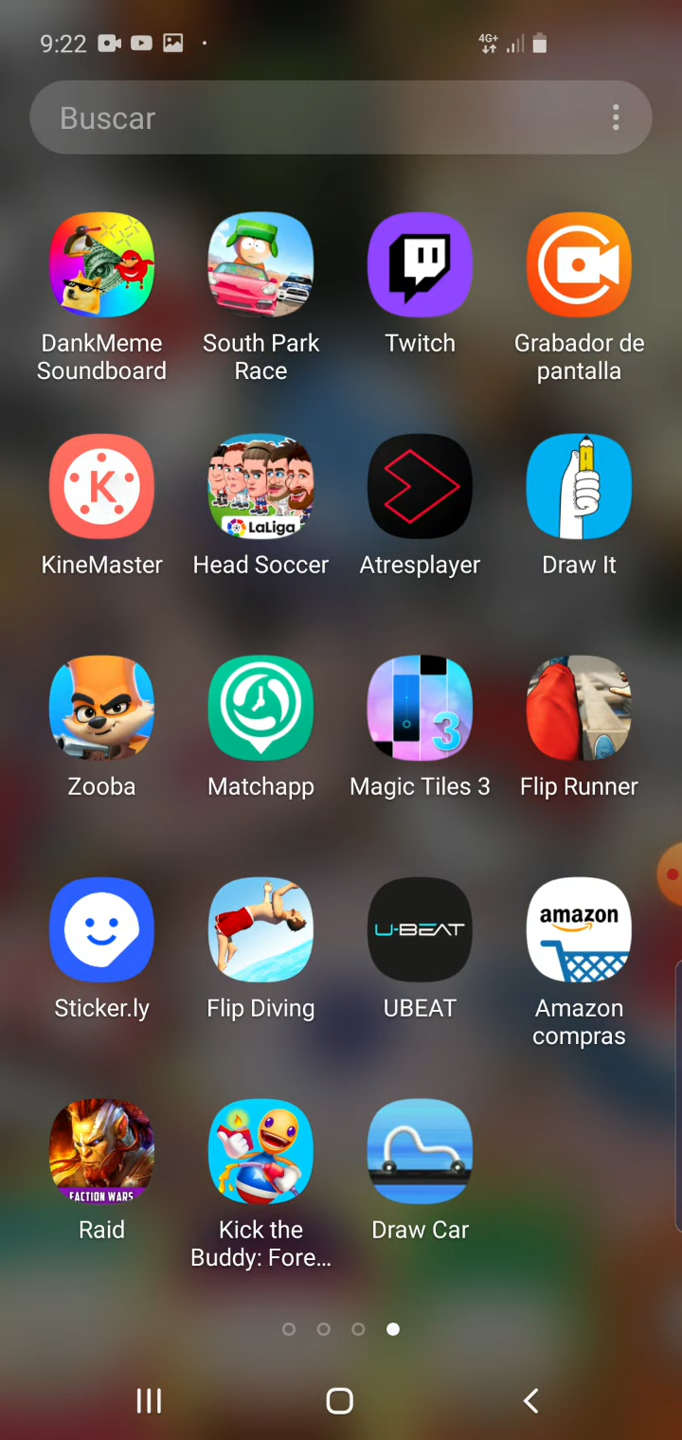 9:22
4G+
Buscar
DankMeme
Soundboard
South Park
Race
Twitch
Grabador de
pantalla
K
LaLiga
KineMaster
Head Soccer
Atresplayer
Draw It
3
Zooba
Matchapp
Magic Tiles 3
Flip Runner
U-BEAT
amazon
Sticker.ly
Flip Diving
UBEAT
Amazon
compras
FACTION WARS
Raid
Kick the
Buddy: Fore...
Draw Car